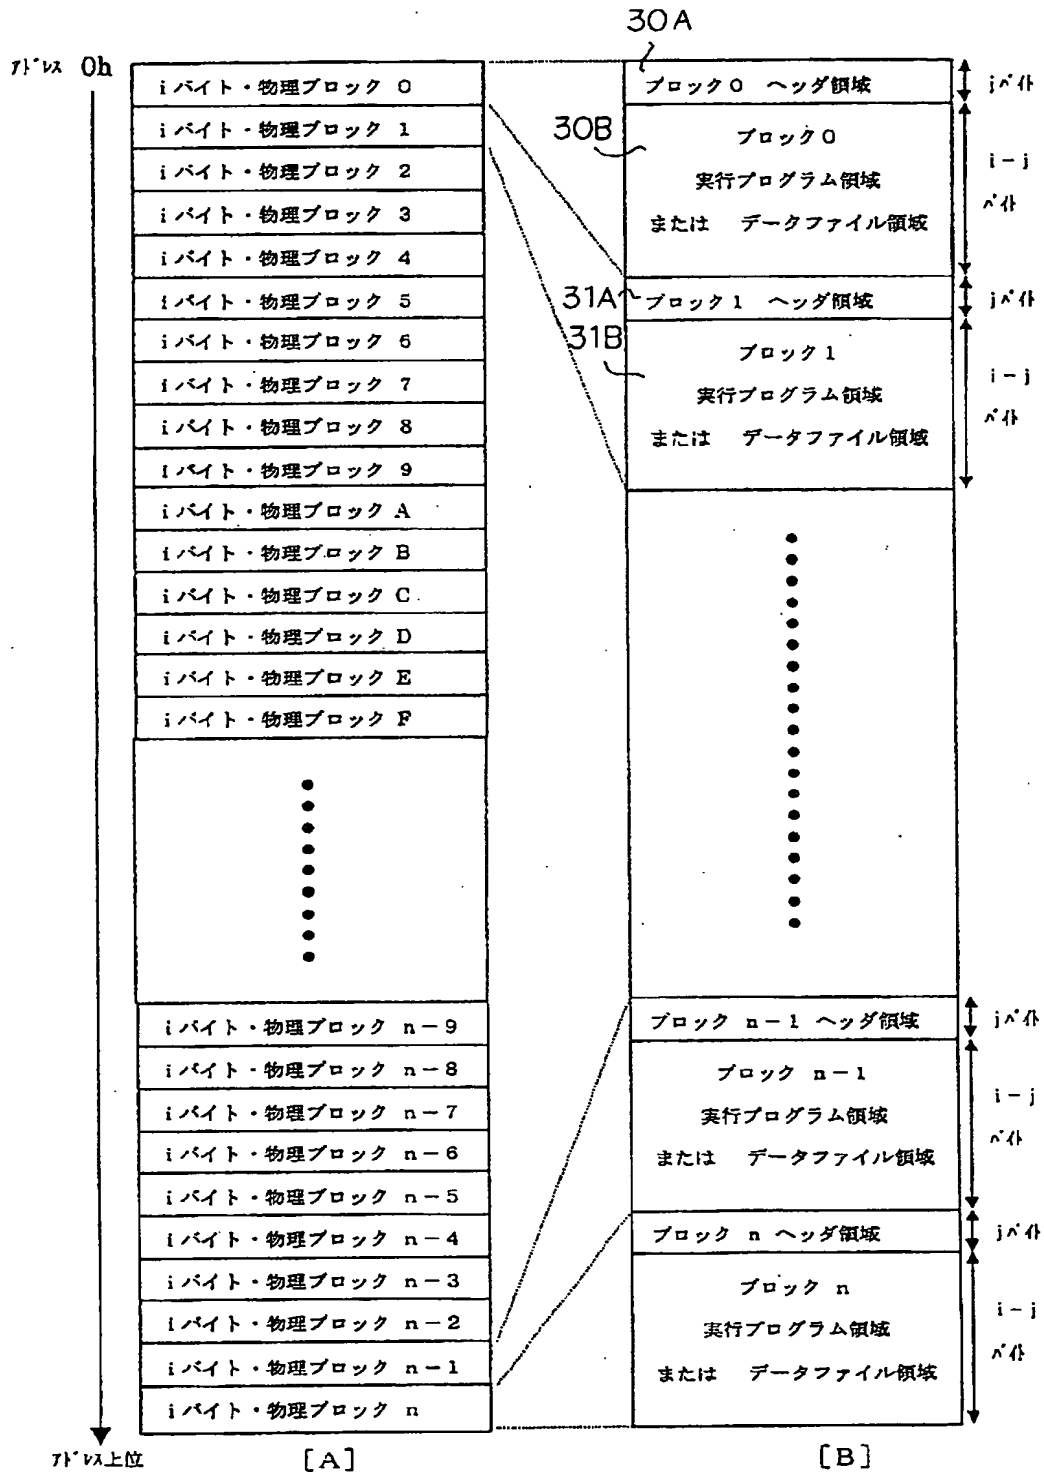 30A
アドレス 0h
iバイト・物理ブロック 0
iバイト・物理ブロック 1
iバイト・物理ブロック 2
iバイト・物理ブロック 3
iバイト・物理ブロック 4
iバイト・物理ブロック 5
iバイト・物理ブロック 6
iバイト・物理ブロック 7
iバイト・物理ブロック 8
iバイト・物理ブロック 9
iバイト・物理ブロック A
iバイト・物理ブロック B
iバイト・物理ブロック C
iバイト・物理ブロック D
iバイト・物理ブロック E
iバイト・物理ブロック F
iバイト・物理ブロック n-9
iバイト・物理ブロック n-8
iバイト・物理ブロック n-7
iバイト・物理ブロック n-6
iバイト・物理ブロック n-5
iバイト・物理ブロック n-4
iバイト・物理ブロック n-3
iバイト・物理ブロック n-2
iバイト・物理ブロック n-1
iバイト・物理ブロック n
アドレス上位
[A]
ブロック0 ヘッダ領域
jバイト
30B
ブロック0
実行プログラム領域
または データファイル領域
i-j
バイト
31A
ブロック1 ヘッダ領域
jバイト
31B
ブロック1
実行プログラム領域
または データファイル領域
i-j
バイト
ブロック n-1 ヘッダ領域
jバイト
ブロック n-1
実行プログラム領域
または データファイル領域
i-j
バイト
ブロック n ヘッダ領域
jバイト
ブロック n
実行プログラム領域
または データファイル領域
i-j
バイト
[B]